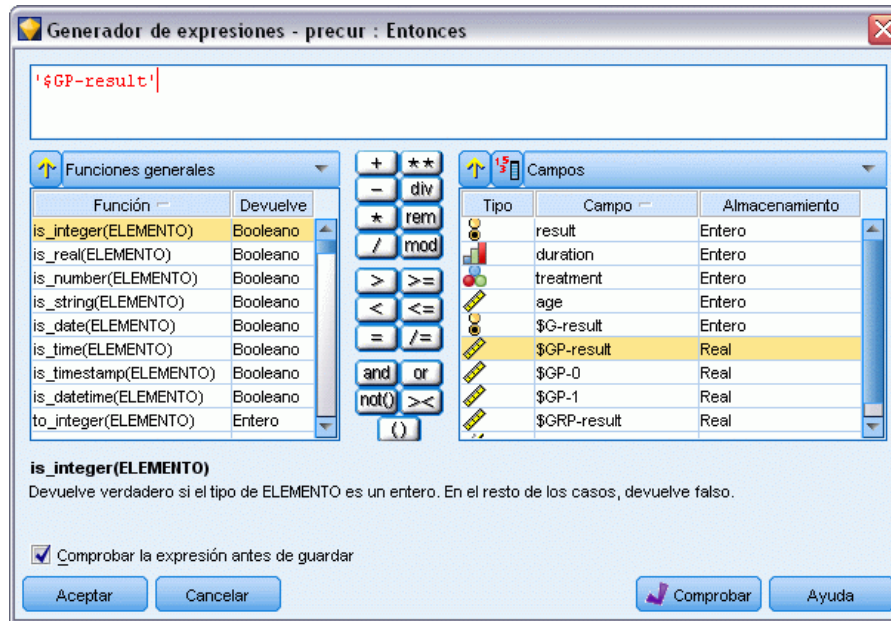 Generador de expresiones - precur : Entonces
'$GP-result'
Funciones generales
Función Devuelve
is_integer(ELEMENTO) Booleano
is_real(ELEMENTO) Booleano
is_number(ELEMENTO) Booleano
is_string(ELEMENTO) Booleano
is_date(ELEMENTO) Booleano
is_time(ELEMENTO) Booleano
is_timestamp(ELEMENTO) Booleano
is_datetime(ELEMENTO) Booleano
to_integer(ELEMENTO) Entero
+ **
- div
* rem
/ mod
> >=
< <=
= /=
and or
not() ><
()
Campos
Tipo Campo Almacenamiento
result Entero
duration Entero
treatment Entero
age Entero
$G-result Entero
$GP-result Real
$GP-0 Real
$GP-1 Real
$GRP-result Real
is_integer(ELEMENTO)
Devuelve verdadero si el tipo de ELEMENTO es un entero. En el resto de los casos, devuelve falso.
Comprobar la expresión antes de guardar
Aceptar Cancelar Comprobar Ayuda